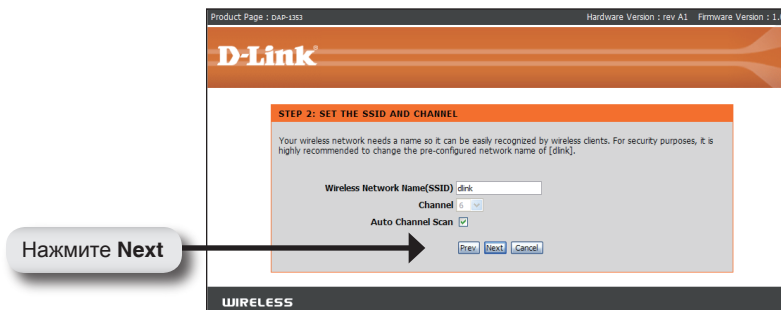 Product Page : DAP-1353 Hardware Version : rev A1 Firmware Version : 1.0
D-Link
STEP 2: SET THE SSID AND CHANNEL
Your wireless network needs a name so it can be easily recognized by wireless clients. For security purposes, it is
highly recommended to change the pre-configured network name of [dlink].
Wireless Network Name(SSID) dlink
Channel 6
Auto Channel Scan
Prev Next Cancel
Нажмите Next
WIRELESS